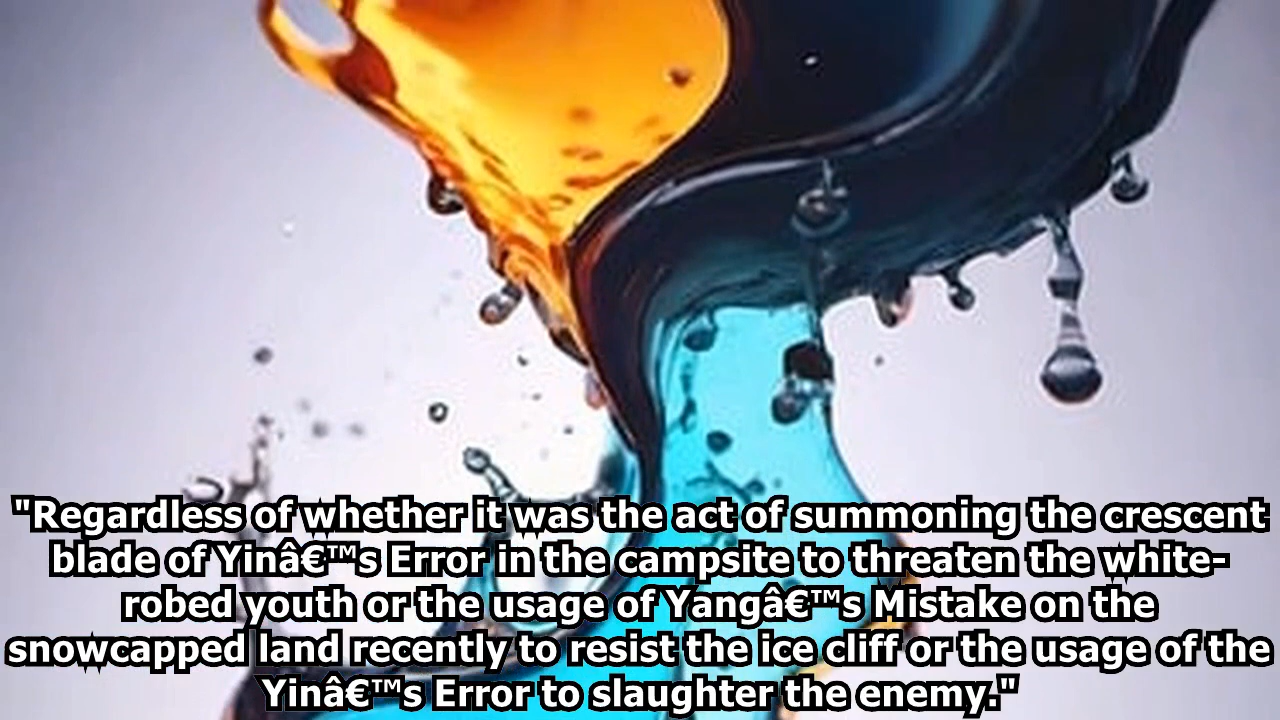 "Regardless of whether it was the act of summoning the crescent
blade of Yinâ€™s Error in the campsite to threaten the white-
robed youth or the usage of Yangâ€™s Mistake on the
snowcapped land recently to resist the ice cliff or the usage of the
Yinâ€™s Error to slaughter the enemy."